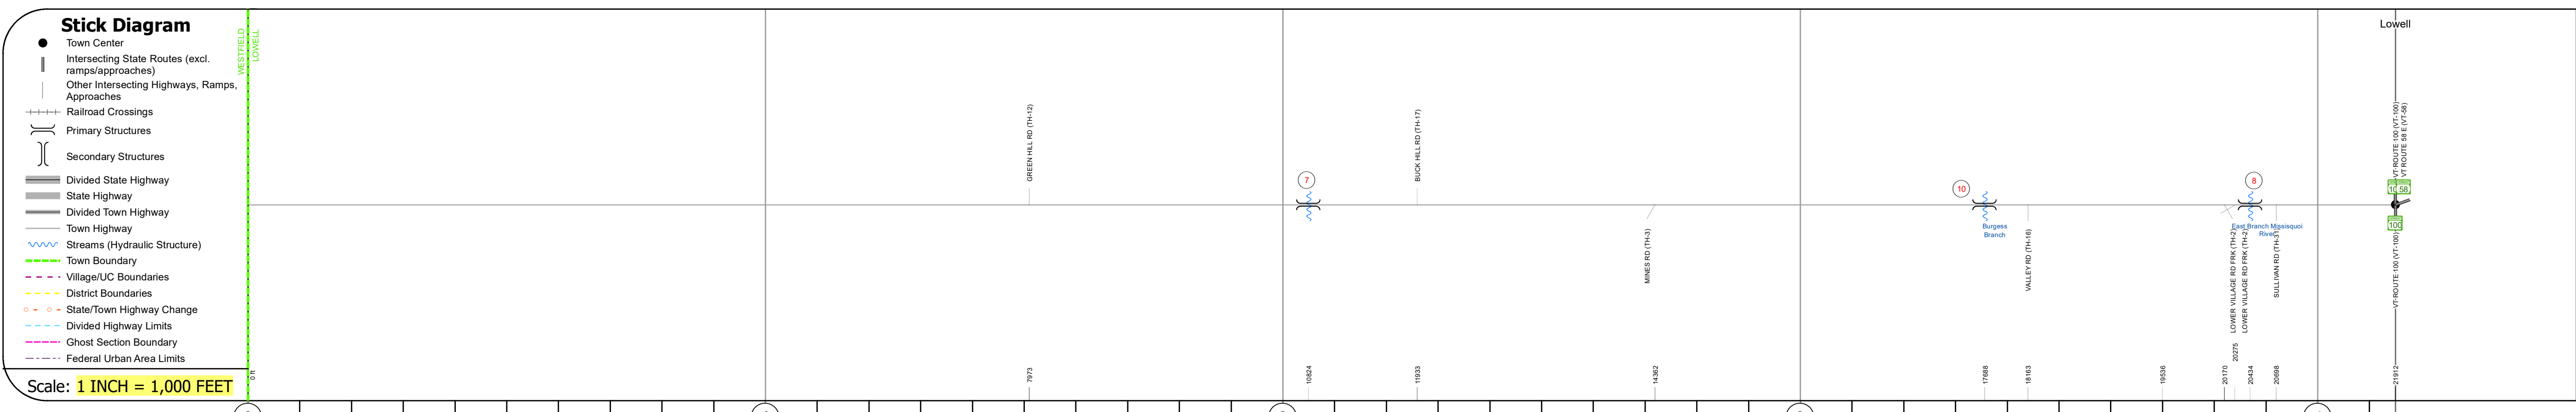 Stick Diagram
Town Center
Intersecting State Routes (excl.
ramps/approaches)
Other Intersecting Highways, Ramps,
Approaches
Railroad Crossings
Primary Structures
Secondary Structures
Divided State Highway
State Highway
Divided Town Highway
Town Highway
Streams (Hydraulic Structure)
Town Boundary
Village/UC Boundaries
District Boundaries
State/Town Highway Change
Divided Highway Limits
Ghost Section Boundary
Federal Urban Area Limits
Scale: 1 INCH = 1,000 FEET
WESTFIELD
LOWELL
0 ft
GREEN HILL RD (TH-12)
7973
7
10824
BUCK HILL RD (TH-17)
11933
MINES RD (TH-3)
14362
10
Burgess
Branch
17688
VALLEY RD (TH-16)
18163
19536
LOWER VILLAGE RD FRK (TH-2)
20170
LOWER VILLAGE RD FRK (TH-2)
20275
8
East Branch Missisquoi
River
20434
SULLIVAN RD (TH-31)
20698
Lowell
VT-ROUTE 100 (VT-100)
VT ROUTE 58 E (VT-58)
58
100
VT-ROUTE 100 (VT-100)
21912